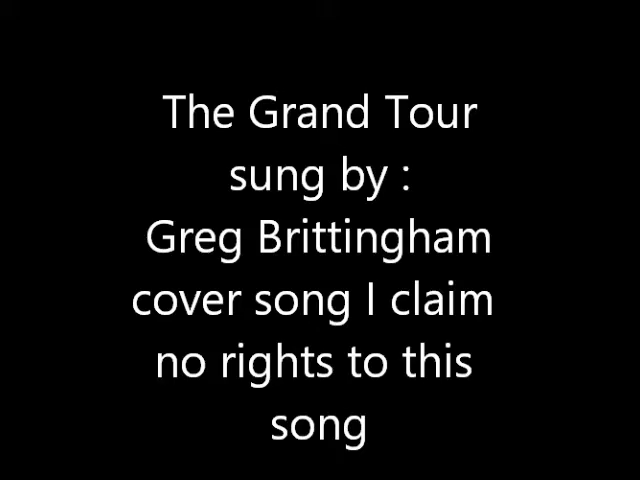 The Grand Tour
sung by :
Greg Brittingham
cover song I claim
no rights to this
song